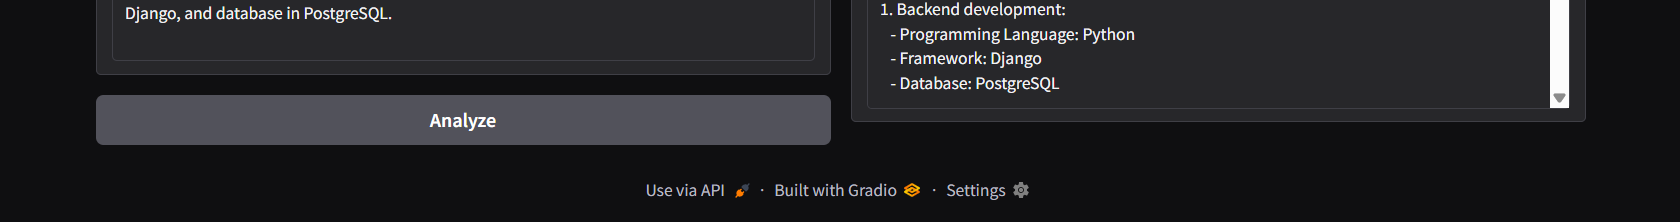 Django, and database in PostgreSQL.
Analyze
1. Backend development:
- Programming Language: Python
- Framework: Django
- Database: PostgreSQL
Use via API · Built with Gradio · Settings